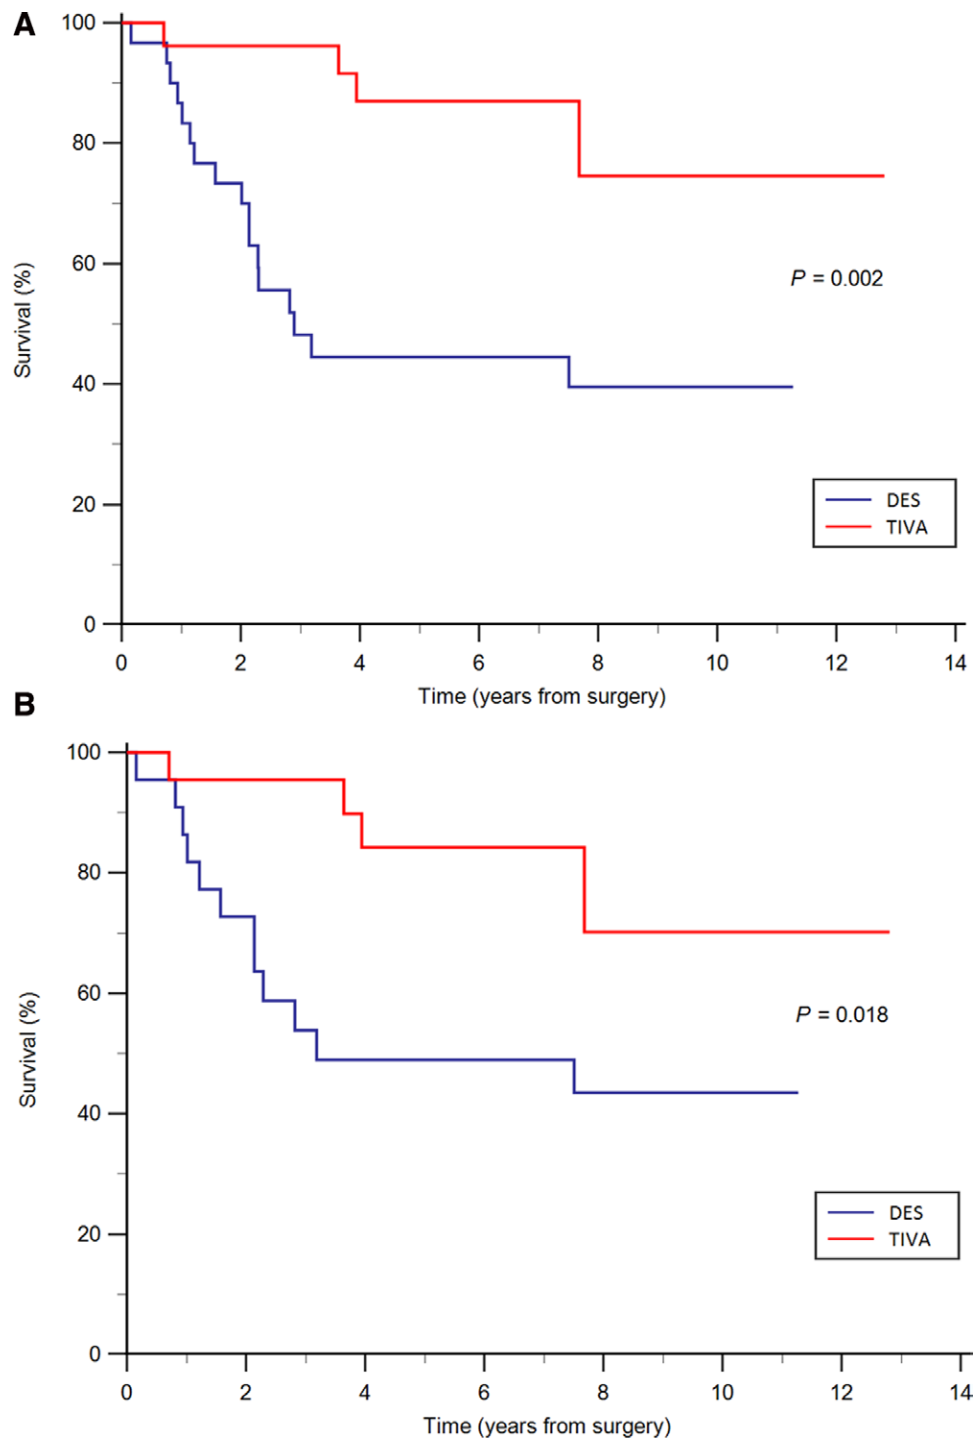 A
100
80
60
40
20
0
Survival (%)
P = 0.002
DES
TIVA
0 2 4 6 8 10 12 14
Time (years from surgery)
B
100
80
60
40
20
0
Survival (%)
P = 0.018
DES
TIVA
0 2 4 6 8 10 12 14
Time (years from surgery)